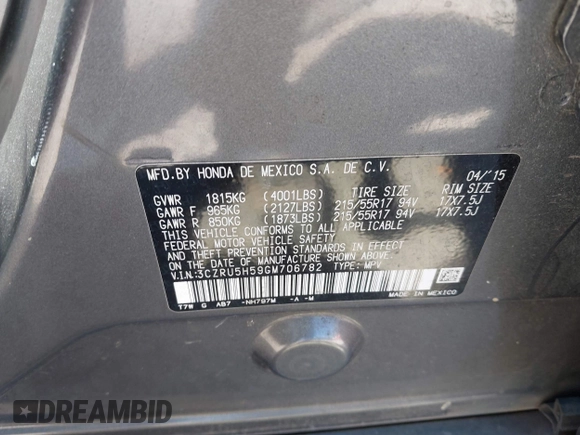 MFD.BY HONDA DE MEXICO S.A. DE C.V. 04/'15
GVWR 1815KG (4001LBS) TIRE SIZE RIM SIZE
GAWR F 965KG (2127LBS) 215/55R17 94V 17X7.5J
GAWR R 850KG (1873LBS) 215/55R17 94V 17X7.5J
THIS VEHICLE CONFORMS TO ALL APPLICABLE
FEDERAL MOTOR VEHICLE SAFETY
AND THEFT PREVENTION STANDARDS IN EFFECT ON
THE DATE OF MANUFACTURE SHOWN ABOVE.
V.I.N.:3CZRU5H59GM706782 TYPE: MPV
T7W G AB7 -NH797M -A -M
MADE IN MEXICO
DREAMBID